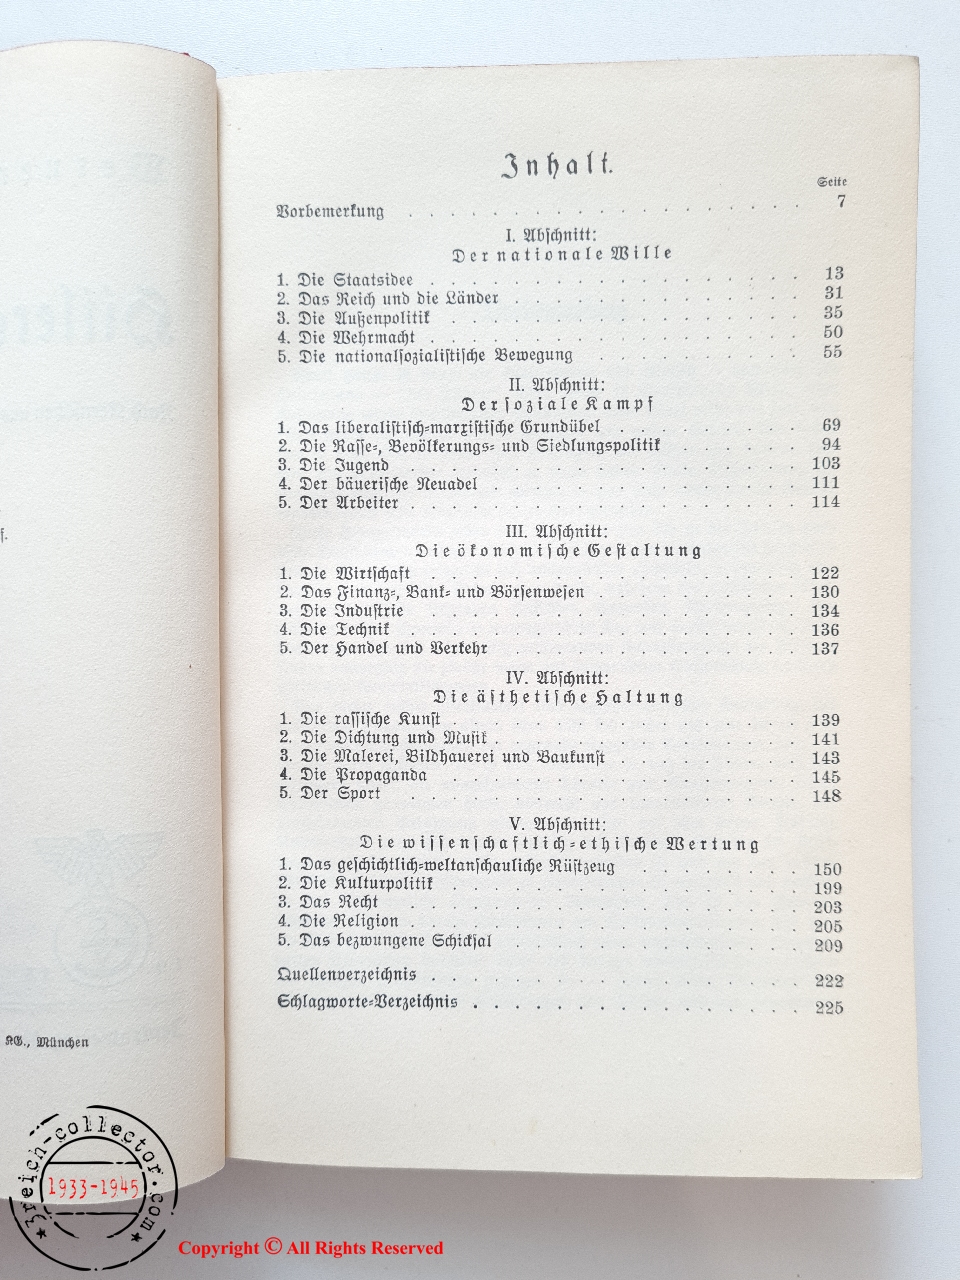 Inhalt.
Seite
Vorbemerkung . . . . . . . . . . . . . . . . . . . 7
I. Abschnitt:
Der nationale Wille
1. Die Staatsidee . . . . . . . . . . . . . . . . . . 13
2. Das Reich und die Länder . . . . . . . . . . . . . . 31
3. Die Außenpolitik . . . . . . . . . . . . . . . . . 35
4. Die Wehrmacht . . . . . . . . . . . . . . . . . . 50
5. Die nationalsozialistische Bewegung . . . . . . . . . . 55
II. Abschnitt:
Der soziale Kampf
1. Das liberalistisch-marxistische Grundübel . . . . . . . . . 69
2. Die Rasse-, Bevölkerungs- und Siedlungspolitik . . . . . . 94
3. Die Jugend . . . . . . . . . . . . . . . . . . . 103
4. Der bäuerische Neuadel . . . . . . . . . . . . . . . 111
5. Der Arbeiter . . . . . . . . . . . . . . . . . . . 114
III. Abschnitt:
Die ökonomische Gestaltung
1. Die Wirtschaft . . . . . . . . . . . . . . . . . . 122
2. Das Finanz-, Bank- und Börsenwesen . . . . . . . . . . 130
3. Die Industrie . . . . . . . . . . . . . . . . . . 134
4. Die Technik . . . . . . . . . . . . . . . . . . . 136
5. Der Handel und Verkehr . . . . . . . . . . . . . . 137
IV. Abschnitt:
Die ästhetische Haltung
1. Die rassische Kunst . . . . . . . . . . . . . . . . . 139
2. Die Dichtung und Musik . . . . . . . . . . . . . . . 141
3. Die Malerei, Bildhauerei und Baukunst . . . . . . . . . 143
4. Die Propaganda . . . . . . . . . . . . . . . . . 145
5. Der Sport . . . . . . . . . . . . . . . . . . . 148
V. Abschnitt:
Die wissenschaftlich-ethische Wertung
1. Das geschichtlich-weltanschauliche Rüstzeug . . . . . . . . 150
2. Die Kulturpolitik . . . . . . . . . . . . . . . . . 199
3. Das Recht . . . . . . . . . . . . . . . . . . . 203
4. Die Religion . . . . . . . . . . . . . . . . . . . 205
5. Das bezwungene Schicksal . . . . . . . . . . . . . . 209
Quellenverzeichnis . . . . . . . . . . . . . . . . . . 222
Schlagworte-Verzeichnis . . . . . . . . . . . . . . . . 225
AG., München
3reich-collector.com
1933-1945
Copyright © All Rights Reserved